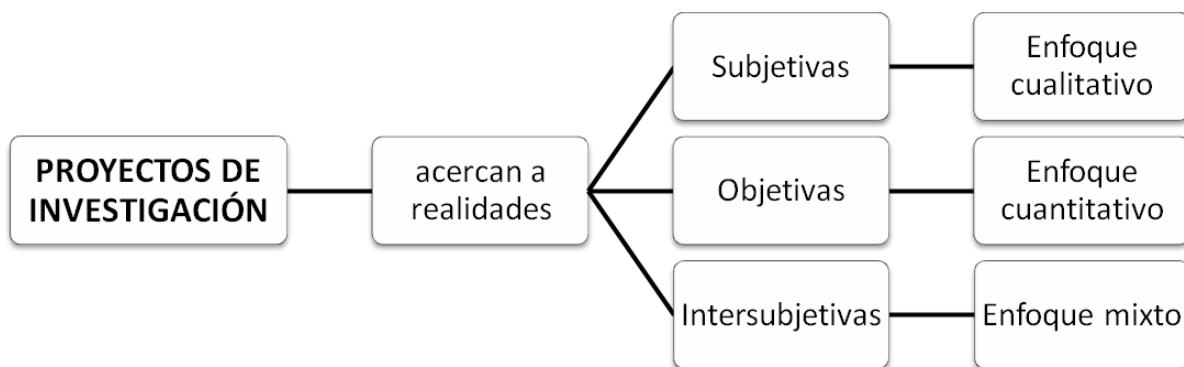 PROYECTOS DE
INVESTIGACIÓN
acercan a
realidades
Subjetivas
Enfoque
cualitativo
Objetivas
Enfoque
cuantitativo
Intersubjetivas
Enfoque mixto